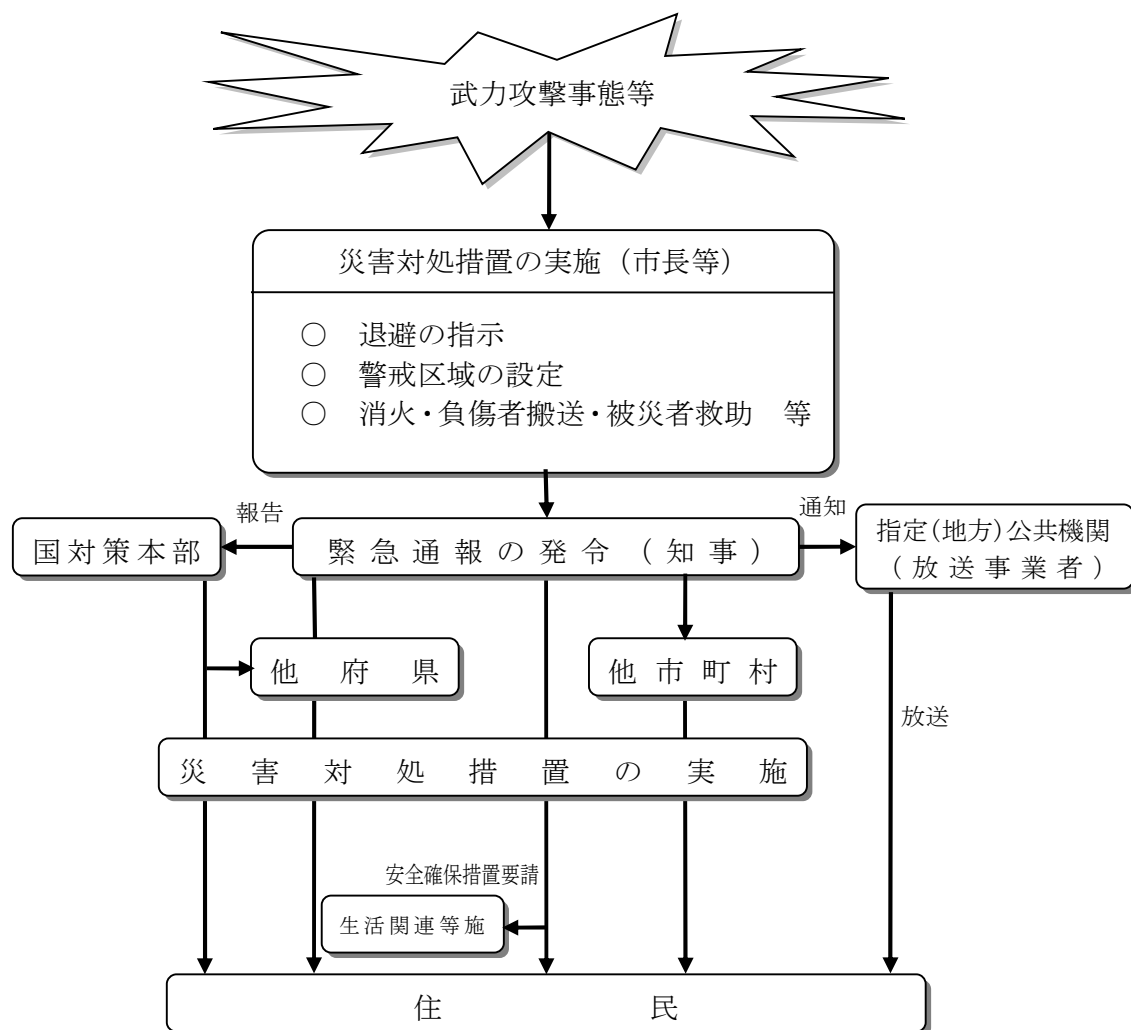 武力攻撃事態等
災害対処措置の実施（市長等）
○　退避の指示
○　警戒区域の設定
○　消火・負傷者搬送・被災者救助　等
報告
通知
国対策本部
緊急通報の発令（知事）
指定(地方)公共機関
(放送事業者)
他府県
他市町村
放送
災害対処措置の実施
安全確保措置要請
生活関連等施
住民